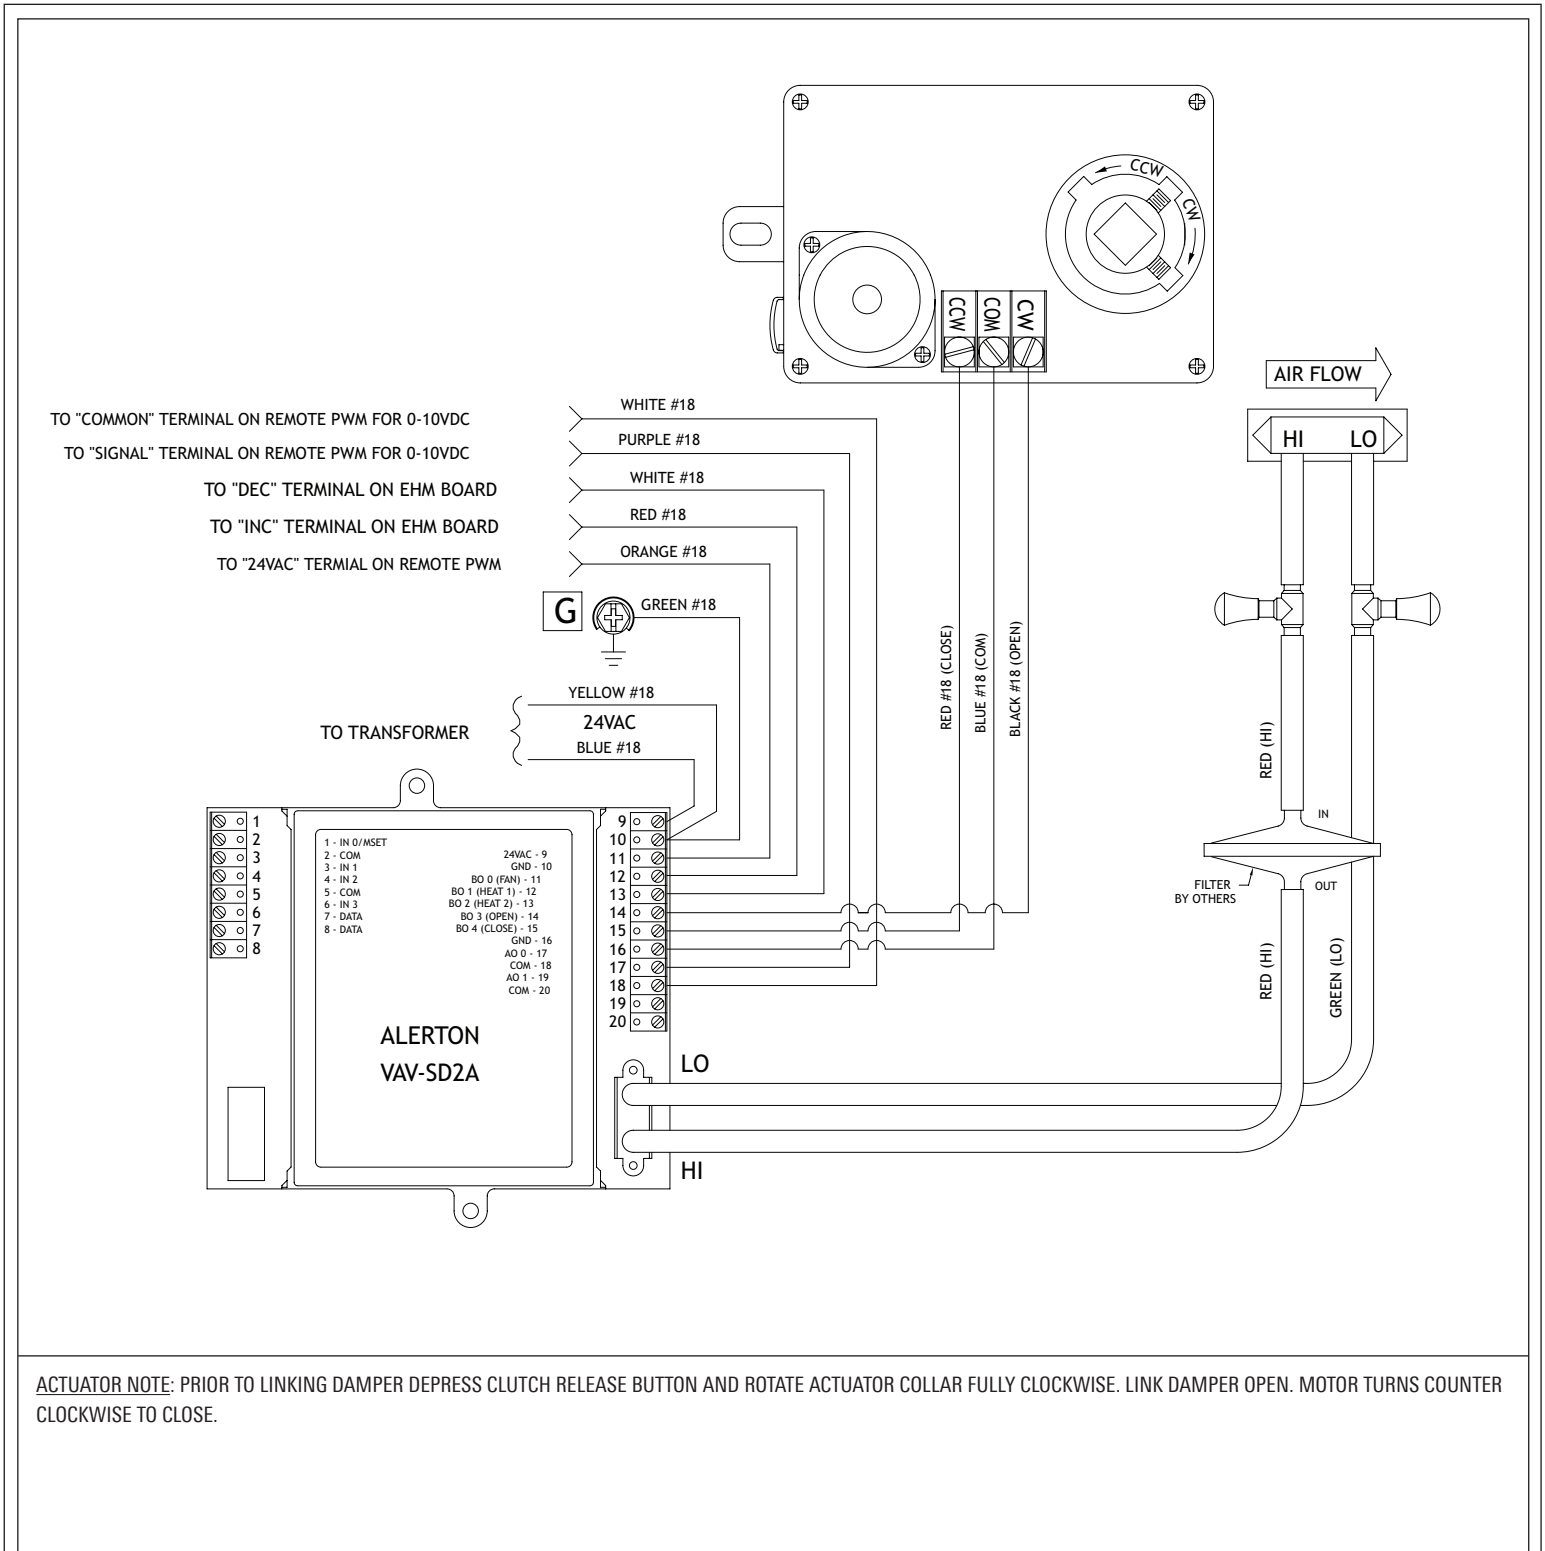 CCW
CW
CCW
COM
CW
AIR FLOW
HI LO
WHITE #18
TO "COMMON" TERMINAL ON REMOTE PWM FOR 0-10VDC
PURPLE #18
TO "SIGNAL" TERMINAL ON REMOTE PWM FOR 0-10VDC
WHITE #18
TO "DEC" TERMINAL ON EHM BOARD
RED #18
TO "INC" TERMINAL ON EHM BOARD
ORANGE #18
TO "24VAC" TERMIAL ON REMOTE PWM
G
GREEN #18
YELLOW #18
TO TRANSFORMER
24VAC
BLUE #18
RED #18 (CLOSE)
BLUE #18 (COM)
BLACK #18 (OPEN)
RED (HI)
IN
FILTER
BY OTHERS
OUT
RED (HI)
GREEN (LO)
1
2
3
4
5
6
7
8
1 - IN 0/MSET
2 - COM
3 - IN 1
4 - IN 2
5 - COM
6 - IN 3
7 - DATA
8 - DATA
24VAC - 9
GND - 10
BO 0 (FAN) - 11
BO 1 (HEAT 1) - 12
BO 2 (HEAT 2) - 13
BO 3 (OPEN) - 14
BO 4 (CLOSE) - 15
GND - 16
AO 0 - 17
COM - 18
AO 1 - 19
COM - 20
9
10
11
12
13
14
15
16
17
18
19
20
ALERTON
VAV-SD2A
LO
HI
ACTUATOR NOTE: PRIOR TO LINKING DAMPER DEPRESS CLUTCH RELEASE BUTTON AND ROTATE ACTUATOR COLLAR FULLY CLOCKWISE. LINK DAMPER OPEN. MOTOR TURNS COUNTER
CLOCKWISE TO CLOSE.